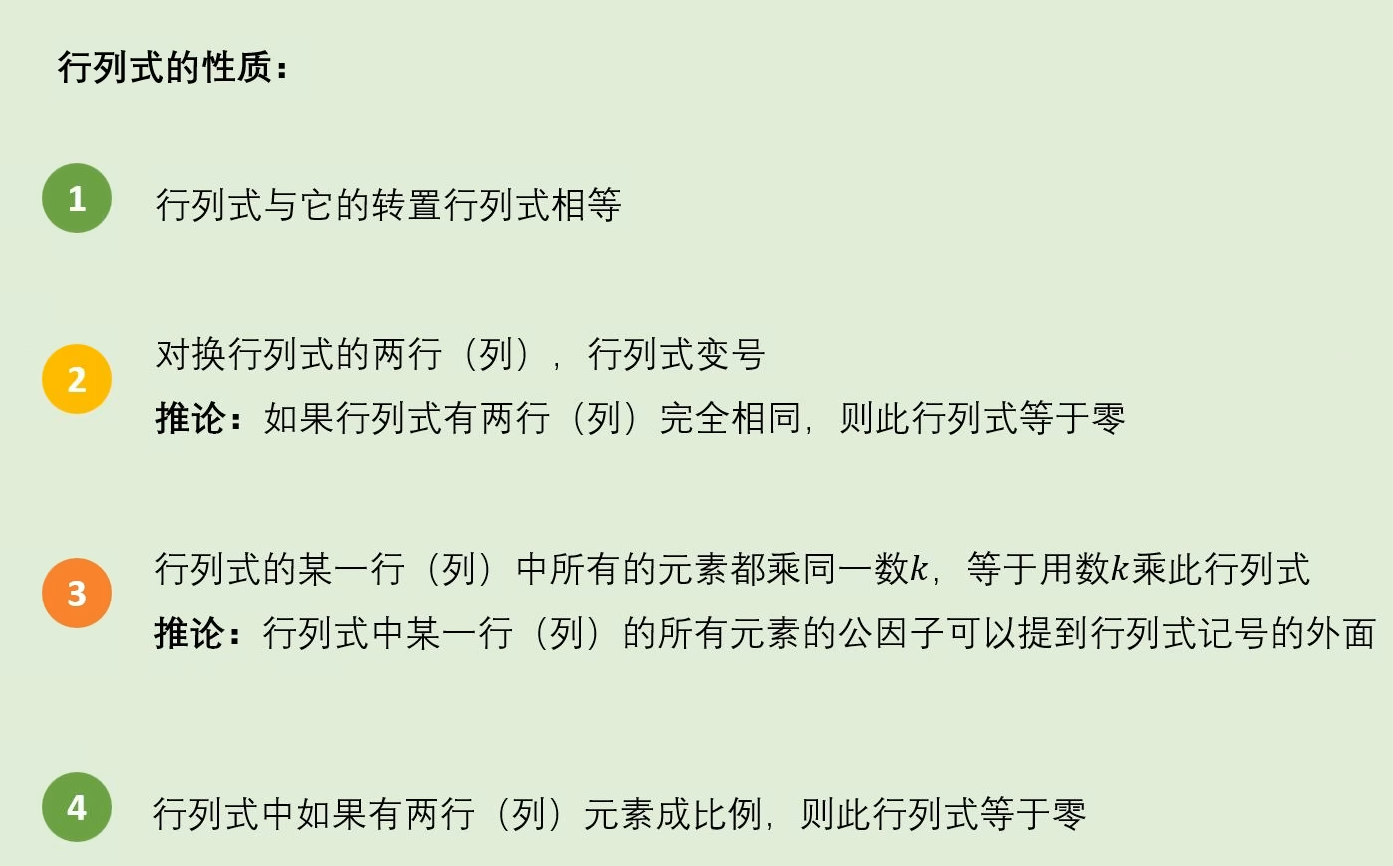 行列式的性质：
1
行列式与它的转置行列式相等
2
对换行列式的两行（列），行列式变号
推论：如果行列式有两行（列）完全相同，则此行列式等于零
3
行列式的某一行（列）中所有的元素都乘同一数k，等于用数k乘此行列式
推论：行列式中某一行（列）的所有元素的公因子可以提到行列式记号的外面
4
行列式中如果有两行（列）元素成比例，则此行列式等于零